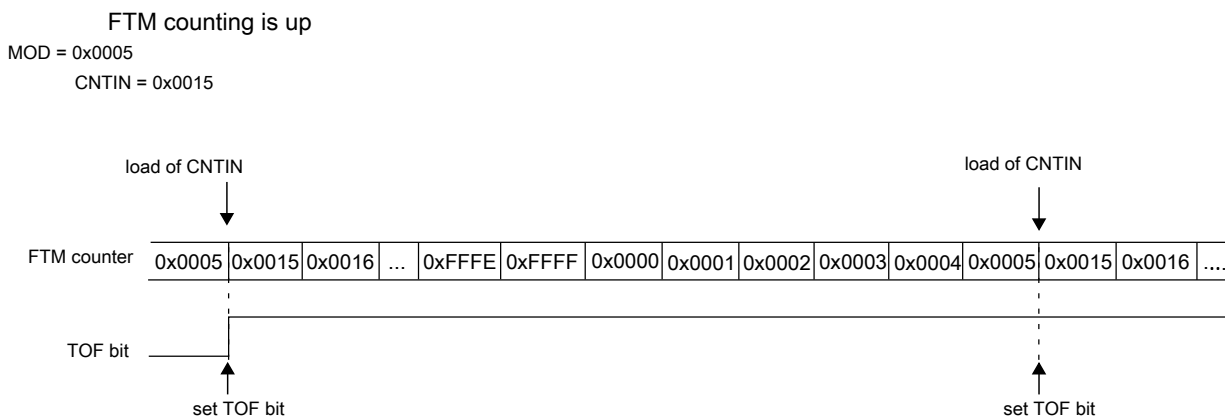 FTM counting is up
MOD = 0x0005
CNTIN = 0x0015
load of CNTIN load of CNTIN
FTM counter 0x0005 0x0015 0x0016 ... 0xFFFE 0xFFFF 0x0000 0x0001 0x0002 0x0003 0x0004 0x0005 0x0015 0x0016 ....
TOF bit
set TOF bit set TOF bit